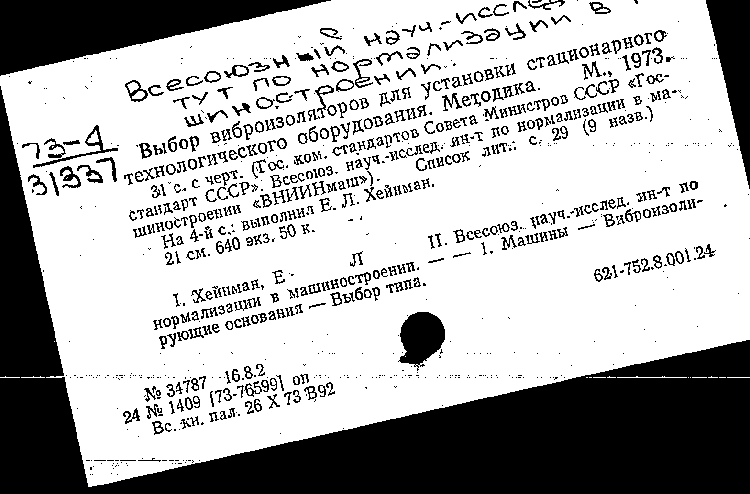 Всесоюзный науч.-исслед
тут по нормализации в
шиностроении.
73-4
31337
Выбор виброизоляторов для установки стационарного
технологического оборудования. Методика. М., 1973.
31 с. с черт. (Гос. ком. стандартов Совета Министров СССР «Гос-
стандарт СССР». Всесоюз. науч.-исслед. ин-т по нормализации в ма-
шиностроении «ВНИИНмаш»). Список лит.: с. 29 (9 назв.)
На 4-й с.: выполнил Е. Л. Хейнман.
21 см. 640 экз. 50 к.
I. Хейнман, Е Л II. Всесоюз. науч.-исслед. ин-т по
нормализации в машиностроении. — — 1. Машины — Виброизоли-
рующие основания — Выбор типа.
621-752.8.001.24
№ 34787 16.8.2
24 № 1409 [73-76599] оп
Вс. кн. пал. 26 X 73 В92